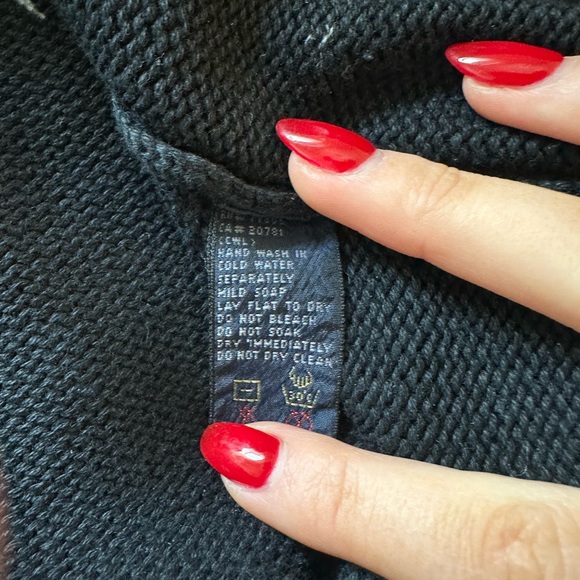 CA# 20781
(CWL)
HAND WASH IN
COLD WATER
SEPARATELY
MILD SOAP
LAY FLAT TO DRY
DO NOT BLEACH
DO NOT SOAK
DRY IMMEDIATELY
DO NOT DRY CLEAN
30°C